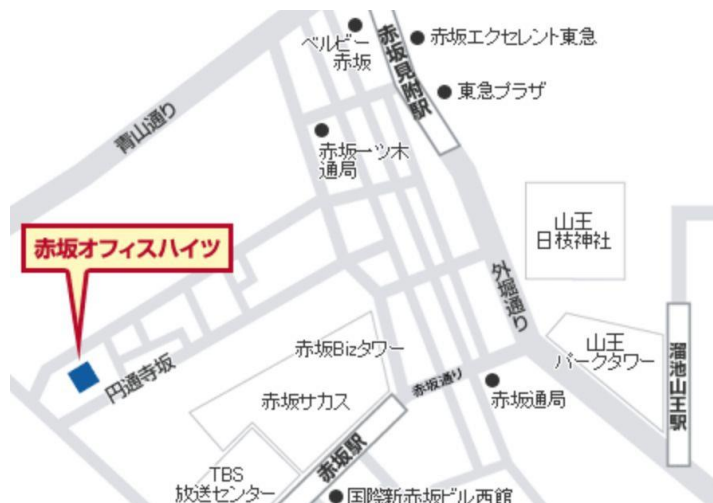 ベルビー
赤坂
赤坂見附駅
赤坂エクセレント東急
東急プラザ
青山通り
赤坂一ツ木
通局
赤坂オフィスハイツ
山王
日枝神社
外堀通り
円通寺坂
赤坂Bizタワー
山王
パークタワー
溜池山王駅
赤坂サカス
赤坂通り
赤坂通局
赤坂駅
TBS
放送センター
国際新赤坂ビル西館